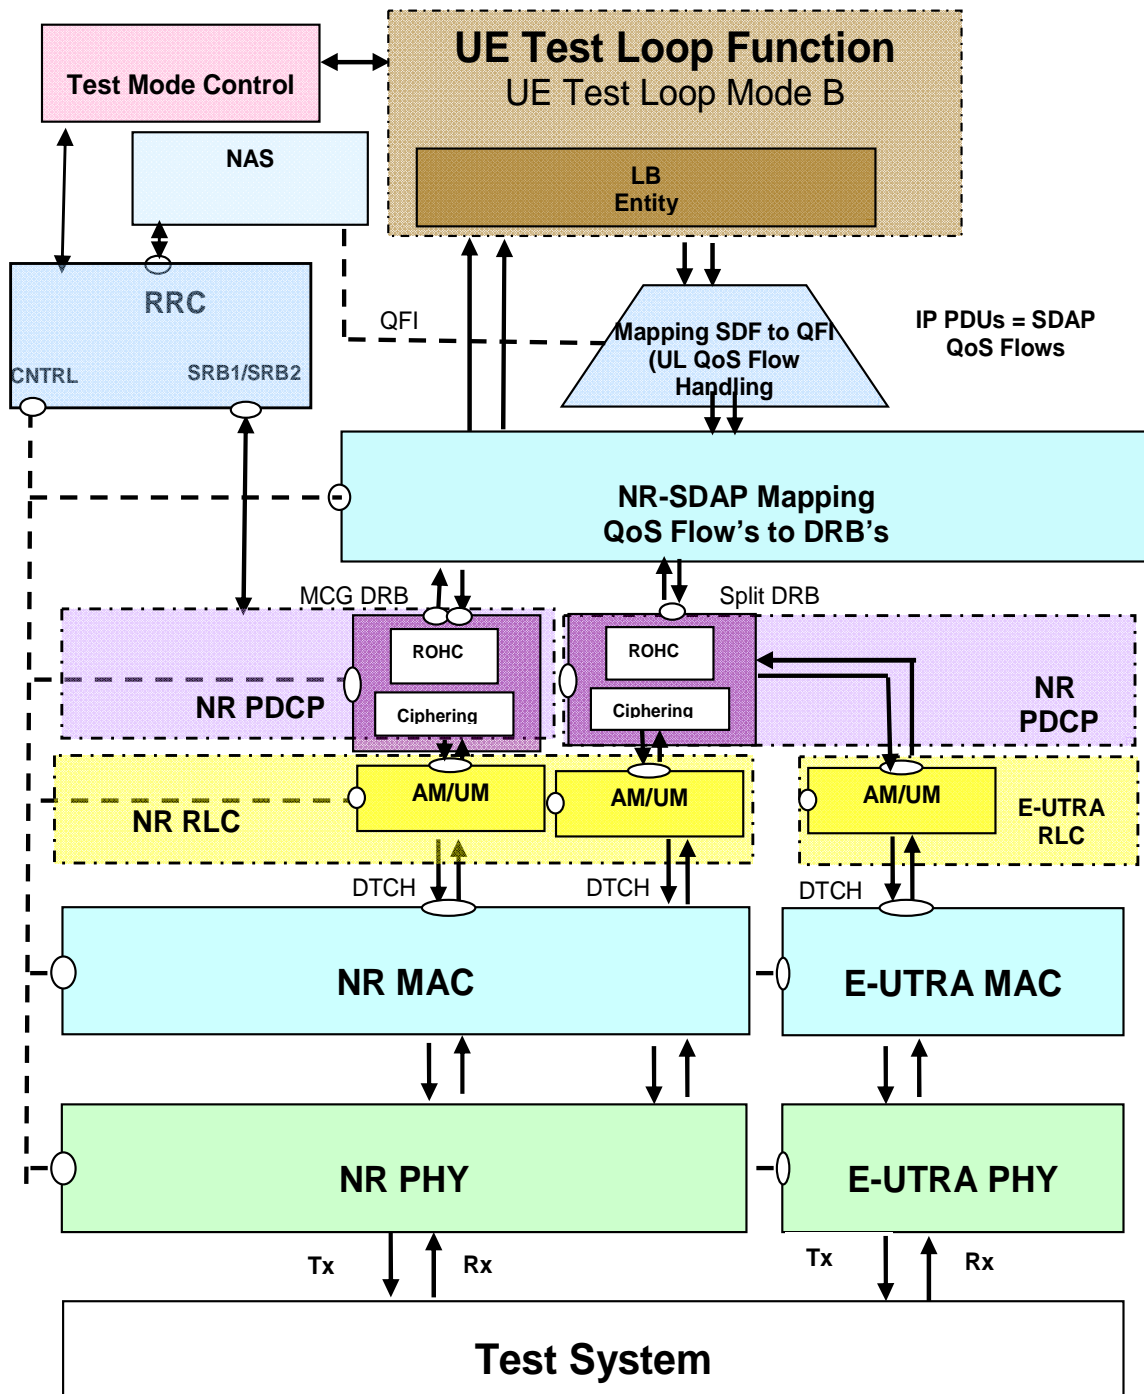 UE Test Loop Function
UE Test Loop Mode B
Test Mode Control
NAS
LB
Entity
RRC
CNTRL
SRB1/SRB2
QFI
Mapping SDF to QFI
(UL QoS Flow
Handling
IP PDUs = SDAP
QoS Flows
NR-SDAP Mapping
QoS Flow's to DRB's
MCG DRB
Split DRB
ROHC
ROHC
NR PDCP
Ciphering
Ciphering
NR
PDCP
NR RLC
AM/UM
AM/UM
AM/UM
E-UTRA
RLC
DTCH
DTCH
DTCH
NR MAC
E-UTRA MAC
NR PHY
E-UTRA PHY
Tx
Rx
Tx
Rx
Test System